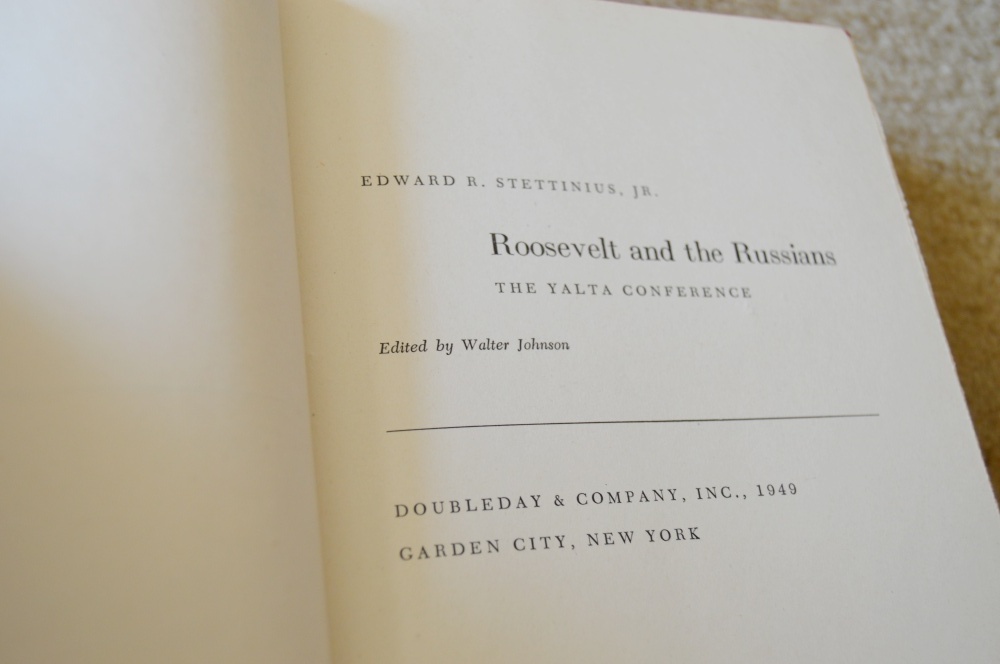 EDWARD R. STETTINIUS, JR.
Roosevelt and the Russians
THE YALTA CONFERENCE
Edited by Walter Johnson
DOUBLEDAY & COMPANY, INC., 1949
GARDEN CITY, NEW YORK